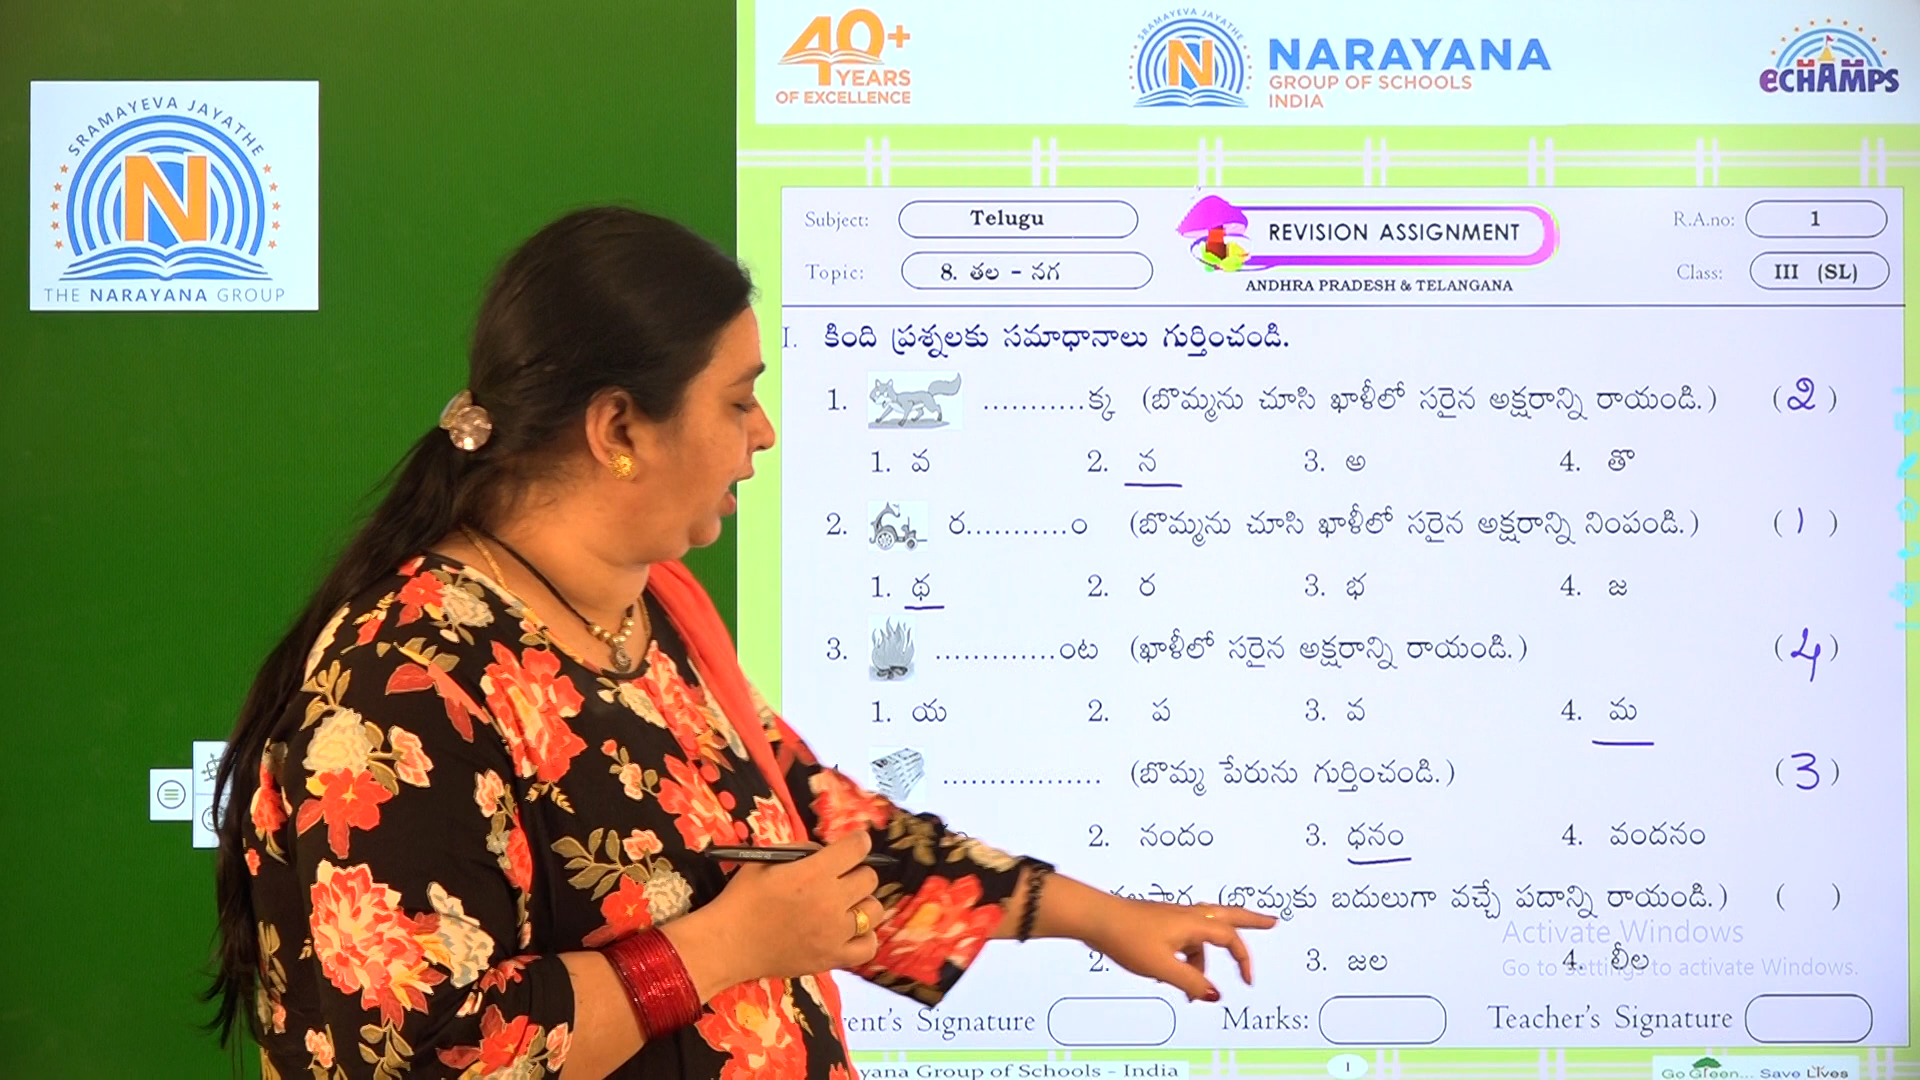 40+
YEARS
OF EXCELLENCE
SRAMAYEVA JAYATHE
N
NARAYANA
GROUP OF SCHOOLS
INDIA
eCHAMPS
SRAMAYEVA JAYATHE
N
THE NARAYANA GROUP
Subject: Telugu
REVISION ASSIGNMENT
R.A.no: 1
Topic: 8. తల – నగ
ANDHRA PRADESH & TELANGANA
Class: III (SL)
I. కింది ప్రశ్నలకు సమాధానాలు గుర్తించండి.
1. ...........క్క (బొమ్మను చూసి ఖాళీలో సరైన అక్షరాన్ని రాయండి.) (2)
1. వ 2. న 3. అ 4. తొ
2. ర...........ం (బొమ్మను చూసి ఖాళీలో సరైన అక్షరాన్ని నింపండి.) (1)
1. థ 2. ర 3. భ 4. జ
3. .............ంట (ఖాళీలో సరైన అక్షరాన్ని రాయండి.) (4)
1. య 2. ప 3. వ 4. మ
................. (బొమ్మ పేరును గుర్తించండి.) (3)
2. నందం 3. ధనం 4. వందనం
(బొమ్మకు బదులుగా వచ్చే పదాన్ని రాయండి.) ( )
Activate Windows
2. 3. జల 4. లీల
Go to Settings to activate Windows.
Signature Marks: Teacher's Signature
Group of Schools - India 1 Go Green... Save Lives